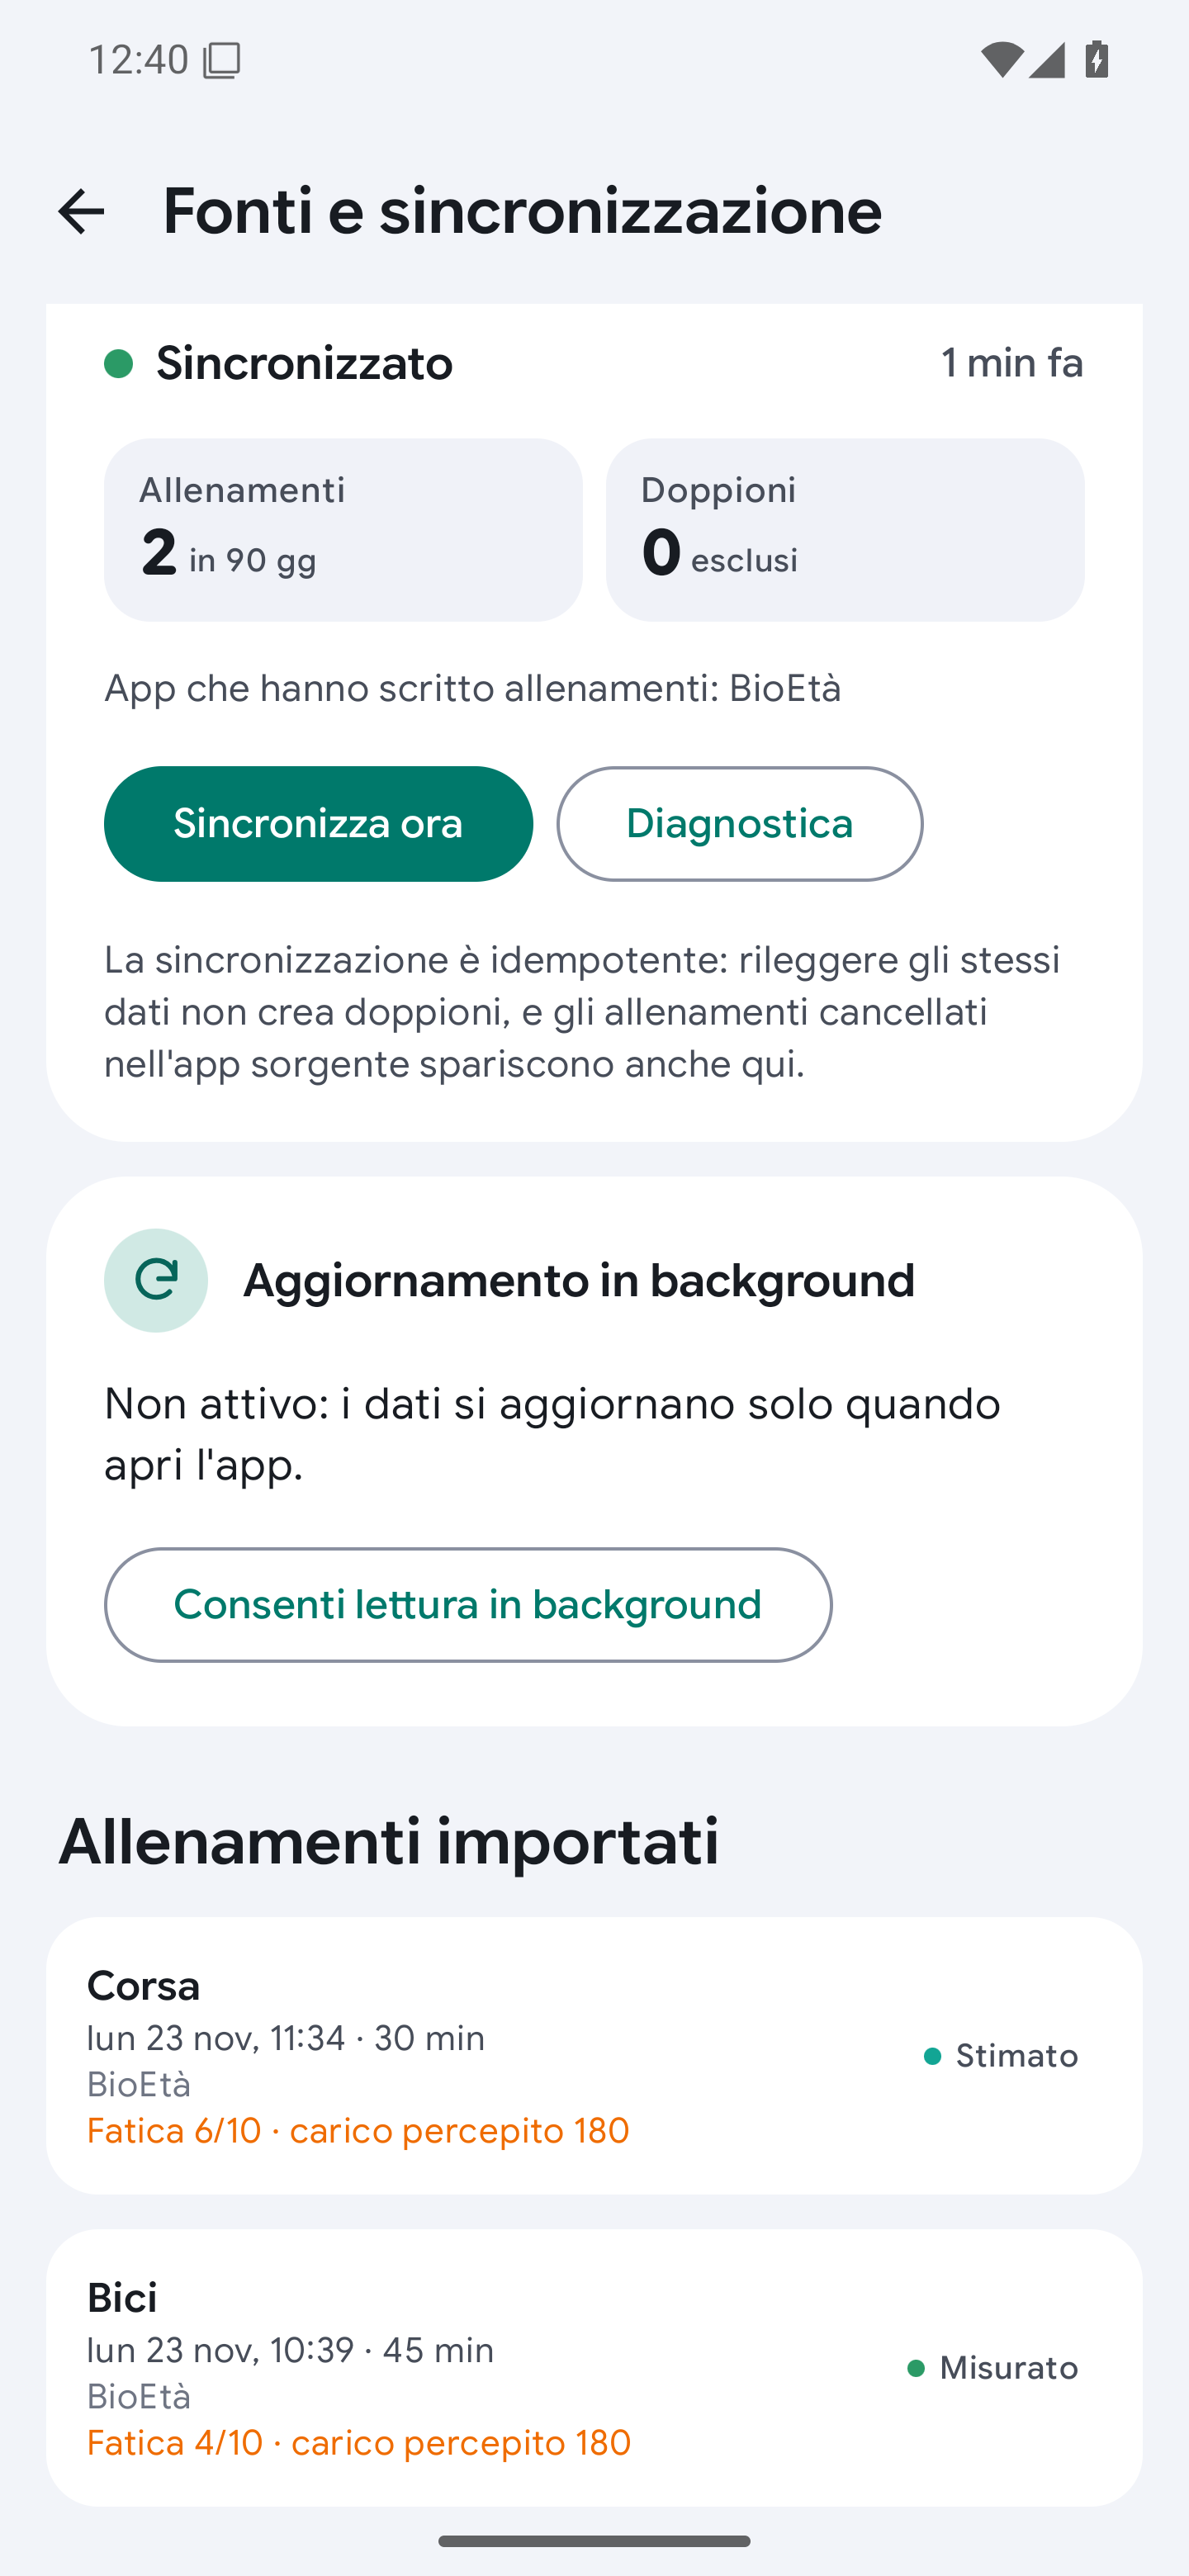 12:40
Fonti e sincronizzazione
Sincronizzato
1 min fa
Allenamenti
2 in 90 gg
Doppioni
0 esclusi
App che hanno scritto allenamenti: BioEtà
Sincronizza ora
Diagnostica
La sincronizzazione è idempotente: rileggere gli stessi
dati non crea doppioni, e gli allenamenti cancellati
nell'app sorgente spariscono anche qui.
Aggiornamento in background
Non attivo: i dati si aggiornano solo quando
apri l'app.
Consenti lettura in background
Allenamenti importati
Corsa
lun 23 nov, 11:34 · 30 min
BioEtà
Fatica 6/10 · carico percepito 180
Stimato
Bici
lun 23 nov, 10:39 · 45 min
BioEtà
Fatica 4/10 · carico percepito 180
Misurato